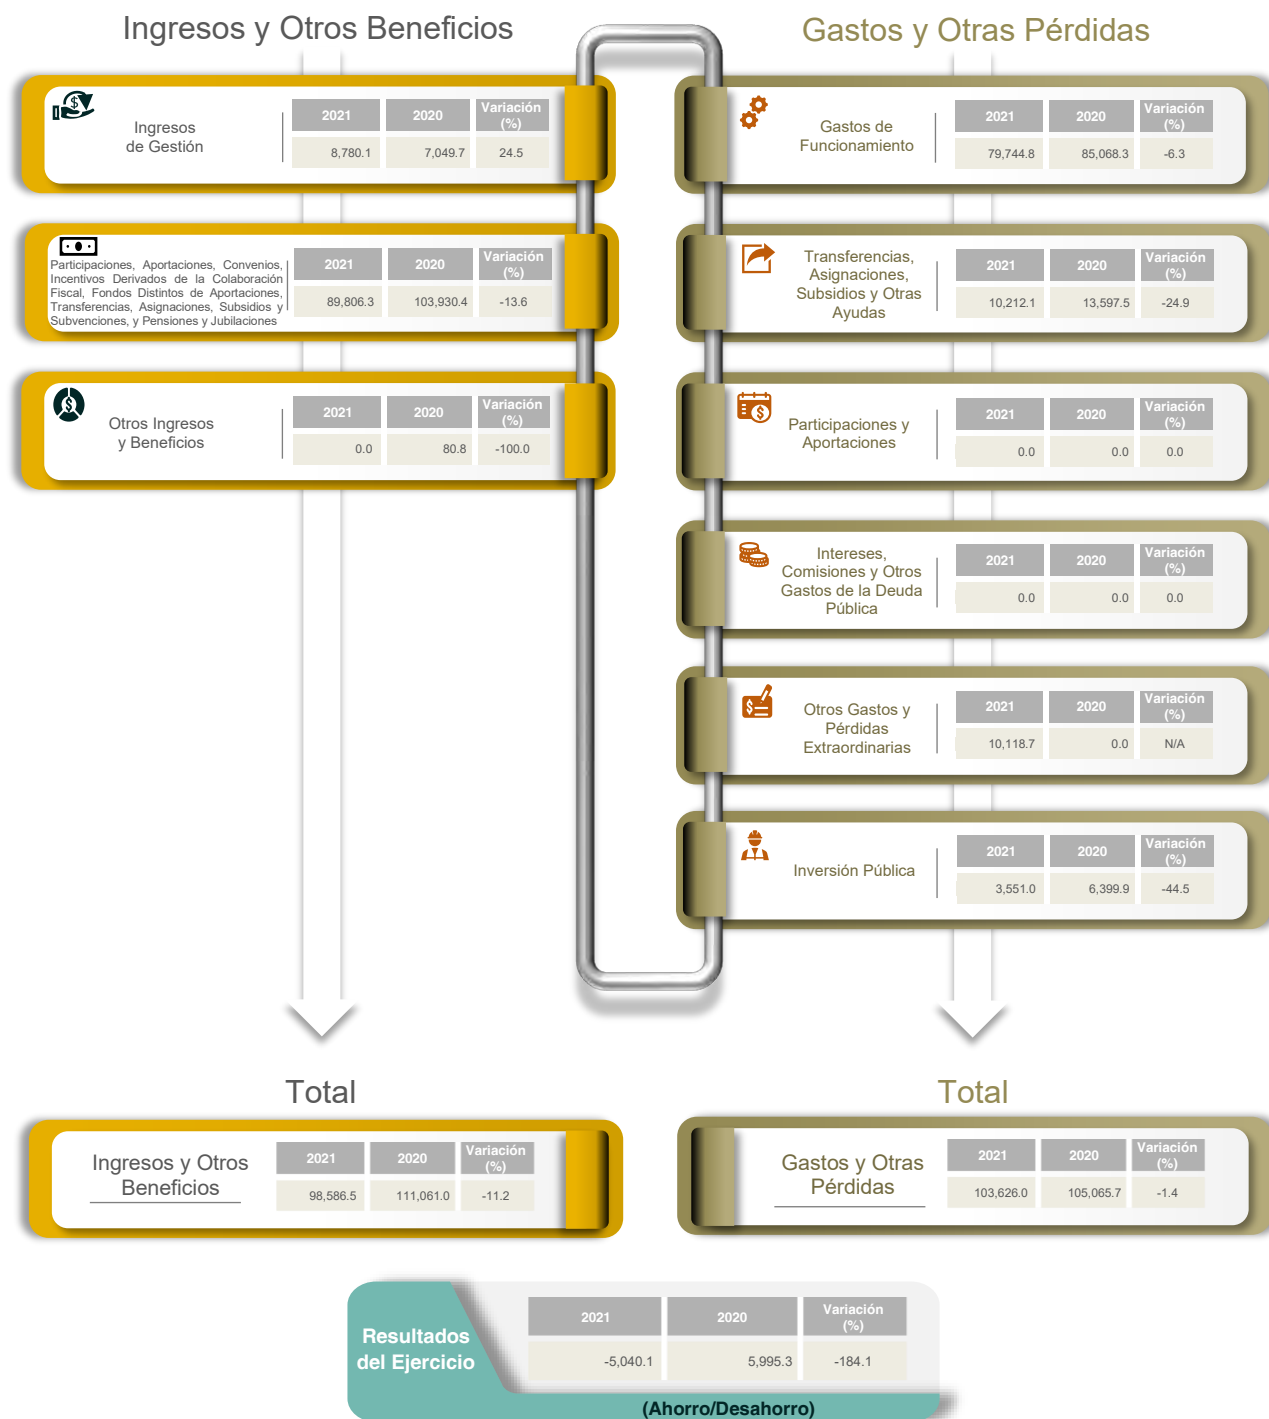 Ingresos y Otros Beneficios
Ingresos
de Gestión
2021 2020 Variación (%)
8,780.1 7,049.7 24.5
Participaciones, Aportaciones, Convenios,
Incentivos Derivados de la Colaboración
Fiscal, Fondos Distintos de Aportaciones,
Transferencias, Asignaciones, Subsidios y
Subvenciones, y Pensiones y Jubilaciones
2021 2020 Variación (%)
89,806.3 103,930.4 -13.6
Otros Ingresos
y Beneficios
2021 2020 Variación (%)
0.0 80.8 -100.0
Gastos y Otras Pérdidas
Gastos de
Funcionamiento
2021 2020 Variación (%)
79,744.8 85,068.3 -6.3
Transferencias,
Asignaciones,
Subsidios y Otras
Ayudas
2021 2020 Variación (%)
10,212.1 13,597.5 -24.9
Participaciones y
Aportaciones
2021 2020 Variación (%)
0.0 0.0 0.0
Intereses,
Comisiones y Otros
Gastos de la Deuda
Pública
2021 2020 Variación (%)
0.0 0.0 0.0
Otros Gastos y
Pérdidas
Extraordinarias
2021 2020 Variación (%)
10,118.7 0.0 N/A
Inversión Pública
2021 2020 Variación (%)
3,551.0 6,399.9 -44.5
Total
Ingresos y Otros
Beneficios
2021 2020 Variación (%)
98,586.5 111,061.0 -11.2
Total
Gastos y Otras
Pérdidas
2021 2020 Variación (%)
103,626.0 105,065.7 -1.4
Resultados
del Ejercicio
2021 2020 Variación (%)
-5,040.1 5,995.3 -184.1
(Ahorro/Desahorro)